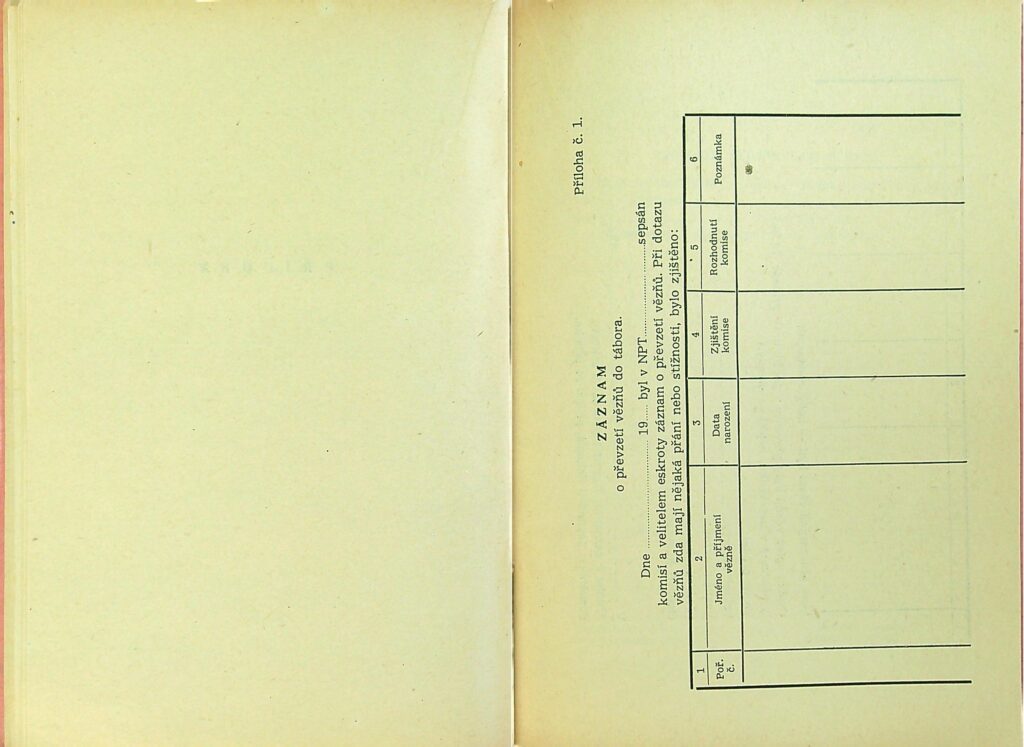 Příloha č. 1.
ZÁZNAM
o převzetí vězňů do tábora.
Dne ........................ 19..... byl v NPT........................sepsán
komisí a velitelem eskroty záznam o převzetí vězňů. Při dotazu
vězňů zda mají nějaká přání nebo stížnosti, bylo zjištěno:
1 2 3 4 5 6
Poř. č. Jméno a příjmení vězně Data narození Zjištění komise Rozhodnutí komise Poznámka